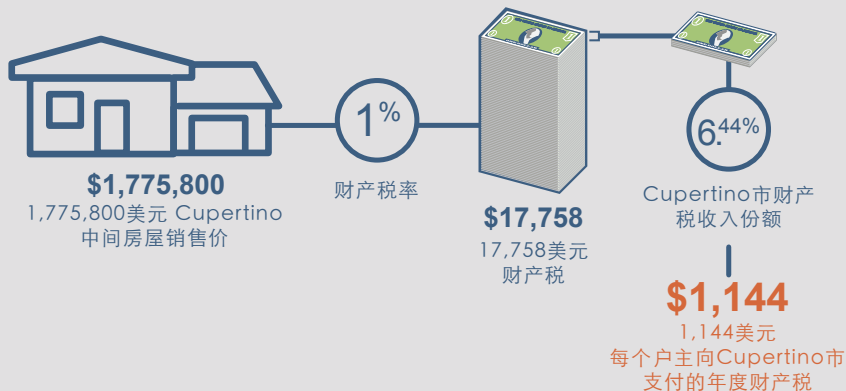 $1,775,800
1,775,800美元 Cupertino
中间房屋销售价
1%
财产税率
$17,758
17,758美元
财产税
6.44%
Cupertino市财产
税收入份额
$1,144
1,144美元
每个户主向Cupertino市
支付的年度财产税